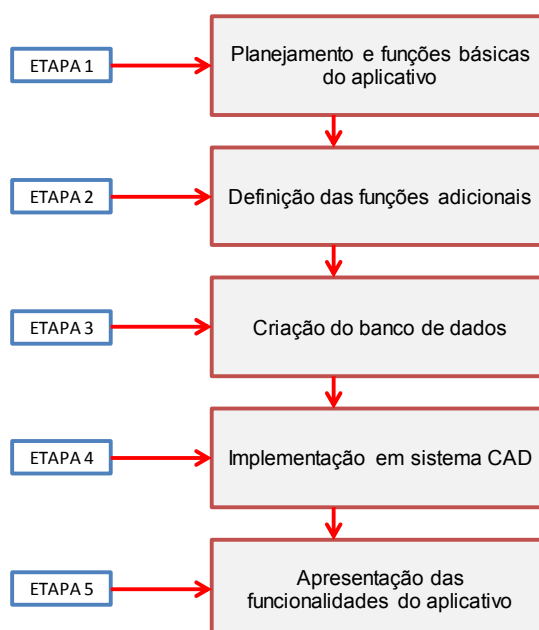 ETAPA 1
Planejamento e funções básicas
do aplicativo
ETAPA 2
Definição das funções adicionais
ETAPA 3
Criação do banco de dados
ETAPA 4
Implementação em sistema CAD
ETAPA 5
Apresentação das
funcionalidades do aplicativo